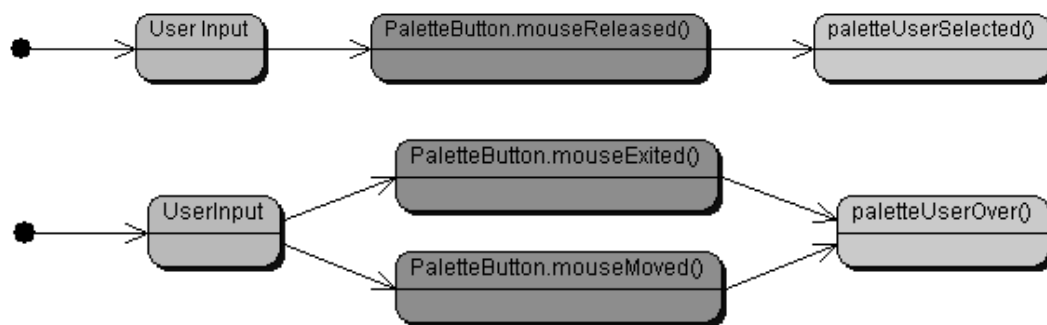 User Input
PaletteButton.mouseReleased()
paletteUserSelected()
PaletteButton.mouseExited()
UserInput
paletteUserOver()
PaletteButton.mouseMoved()